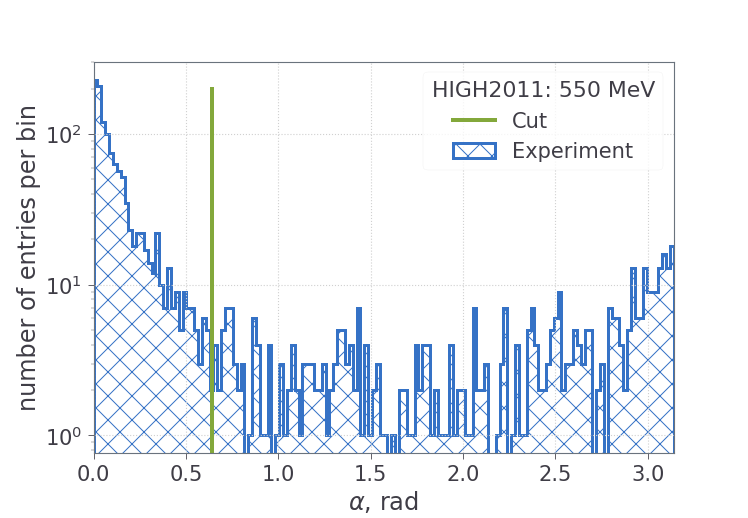 HIGH2011: 550 MeV
Cut
Experiment
number of entries per bin
10²
10¹
10⁰
0.0 0.5 1.0 1.5 2.0 2.5 3.0
α, rad